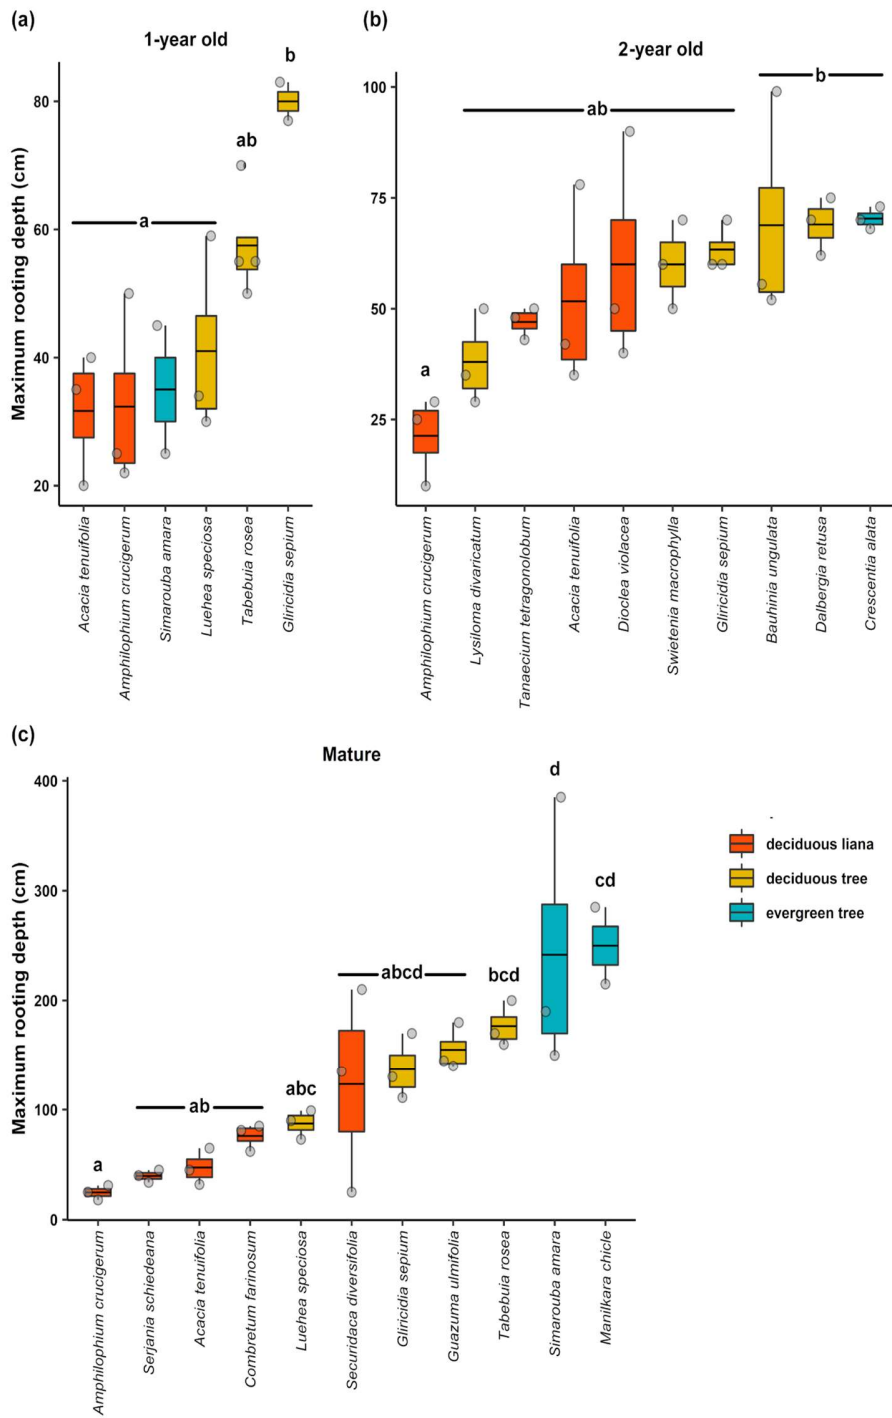 (a)
1-year old
Maximum rooting depth (cm)
80
60
40
20
a
ab
b
Acacia tenuifolia
Amphilophium crucigerum
Simarouba amara
Luehea speciosa
Tabebuia rosea
Gliricidia sepium
(b)
2-year old
100
75
50
25
a
ab
b
Amphilophium crucigerum
Lysiloma divaricatum
Tanaecium tetragonolobum
Acacia tenuifolia
Dioclea violacea
Swietenia macrophylla
Gliricidia sepium
Bauhinia ungulata
Dalbergia retusa
Crescentia alata
(c)
Mature
Maximum rooting depth (cm)
400
300
200
100
0
a
ab
abc
abcd
bcd
d
cd
Amphilophium crucigerum
Serjania schiedeana
Acacia tenuifolia
Combretum farinosum
Luehea speciosa
Securidaca diversifolia
Gliricidia sepium
Guazuma ulmifolia
Tabebuia rosea
Simarouba amara
Manilkara chicle
deciduous liana
deciduous tree
evergreen tree